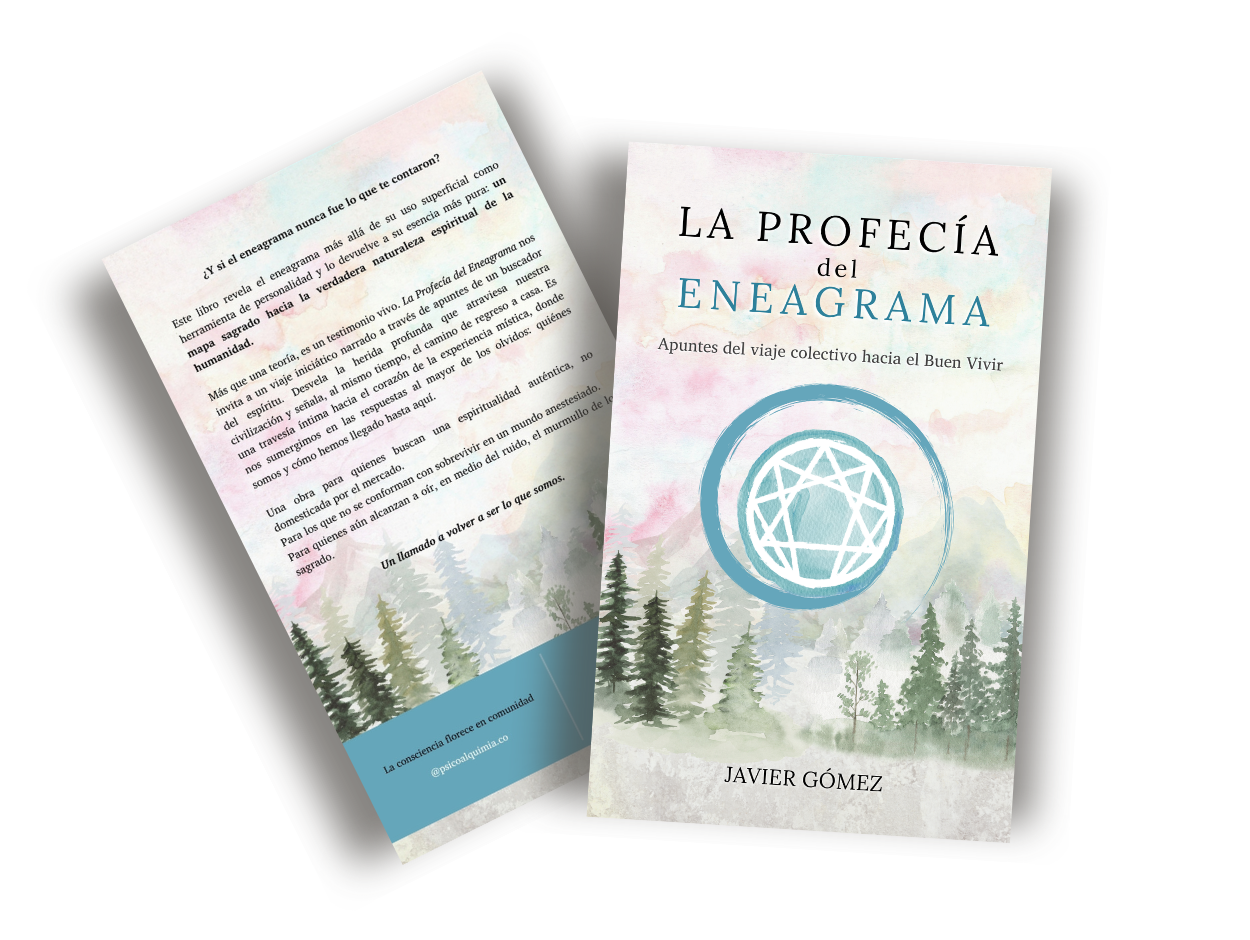 ¿Y si el eneagrama nunca fue lo que te contaron?
Este libro revela el eneagrama más allá de su uso superficial como
herramienta de personalidad y lo devuelve a su esencia más pura: un
mapa sagrado hacia la verdadera naturaleza espiritual de la
humanidad.
Más que una teoría, es un testimonio vivo. La Profecía del Eneagrama nos
invita a un viaje iniciático narrado a través de apuntes de un buscador
del espíritu. Desvela la herida profunda que atraviesa nuestra
civilización y señala, al mismo tiempo, el camino de regreso a casa. Es
una travesía íntima hacia el corazón de la experiencia mística, donde
nos sumergimos en las respuestas al mayor de los olvidos: quiénes
somos y cómo hemos llegado hasta aquí.
Una obra para quienes buscan una espiritualidad auténtica, no
domesticada por el mercado.
Para los que no se conforman con sobrevivir en un mundo anestesiado.
Para quienes aún alcanzan a oír, en medio del ruido, el murmullo de lo
sagrado.
Un llamado a volver a ser lo que somos.
La consciencia florece en comunidad
@psicoalquimia.co
LA PROFECÍA
del
ENEAGRAMA
Apuntes del viaje colectivo hacia el Buen Vivir
JAVIER GÓMEZ